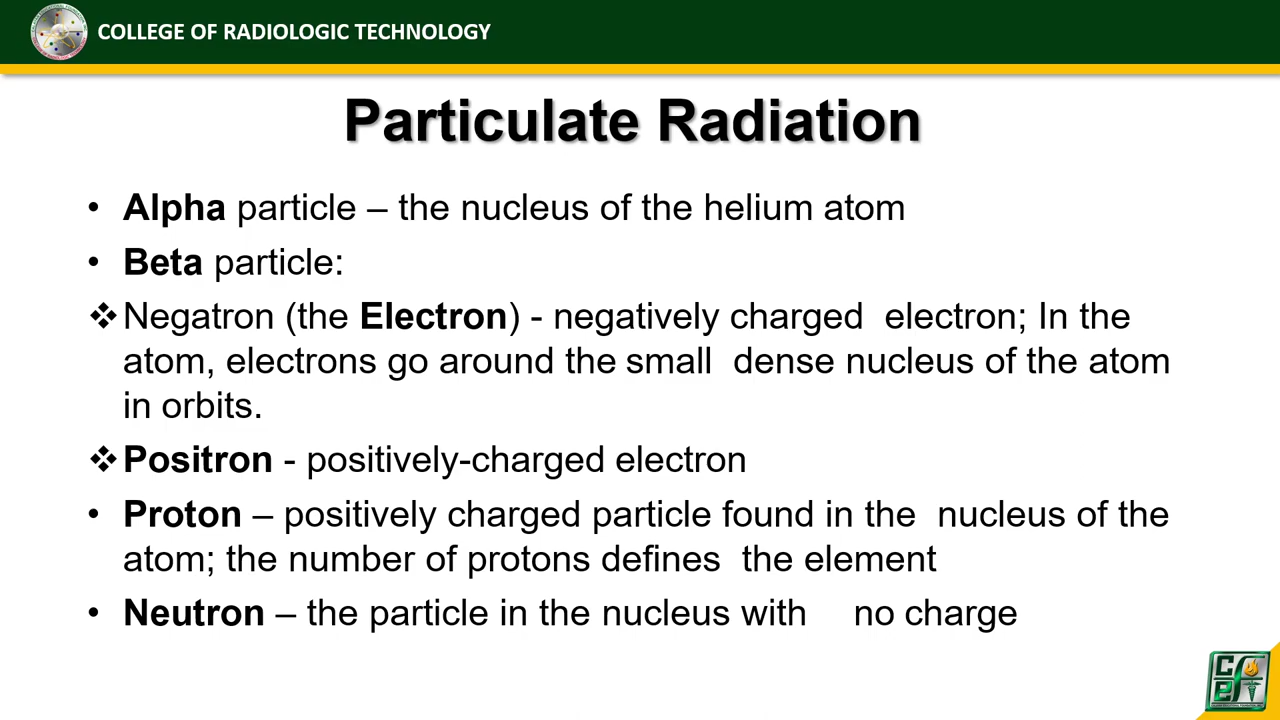 COLLEGE OF RADIOLOGIC TECHNOLOGY
Particulate Radiation
• Alpha particle – the nucleus of the helium atom
• Beta particle:
❖ Negatron (the Electron) - negatively charged electron; In the
atom, electrons go around the small dense nucleus of the atom
in orbits.
❖ Positron - positively-charged electron
• Proton – positively charged particle found in the nucleus of the
atom; the number of protons defines the element
• Neutron – the particle in the nucleus with no charge